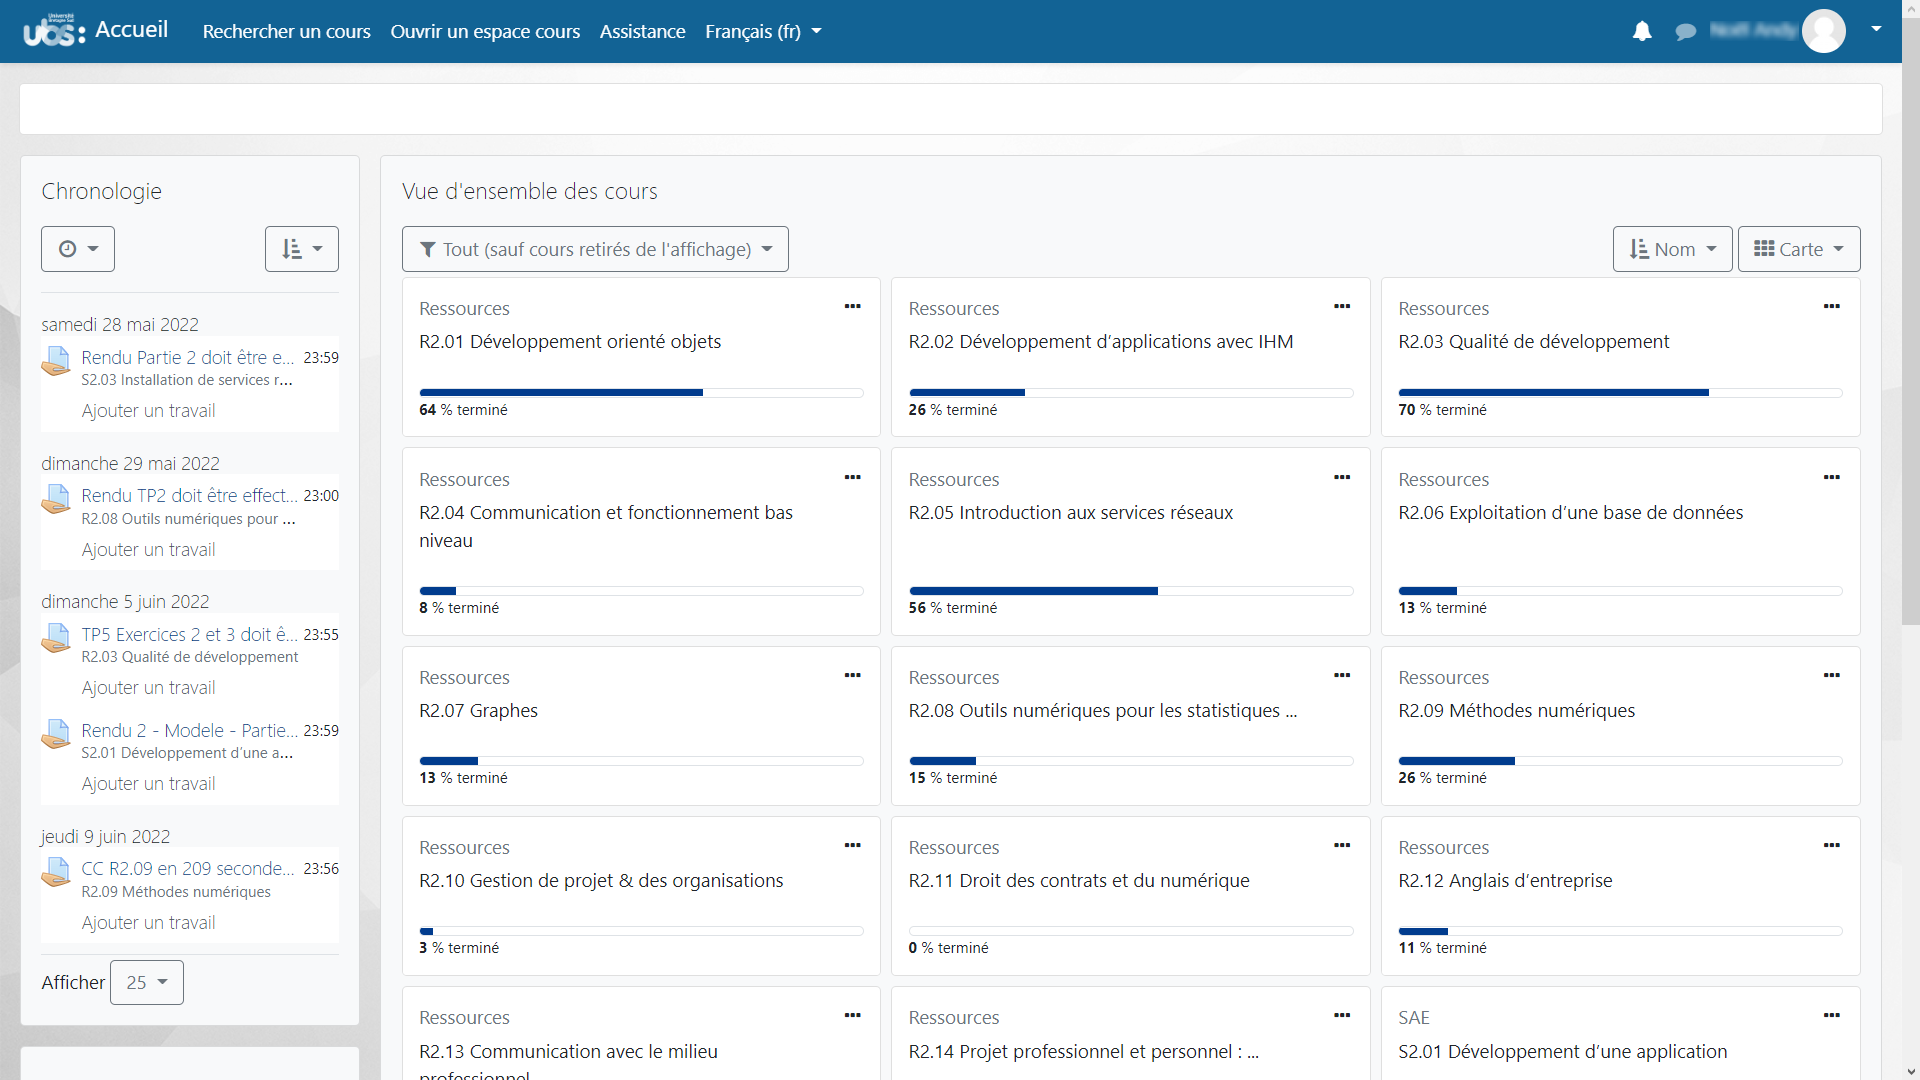 Université
Bretagne Sud
ubs:
Accueil
Rechercher un cours
Ouvrir un espace cours
Assistance
Français (fr)
Chronologie
samedi 28 mai 2022
Rendu Partie 2 doit être e... 23:59
S2.03 Installation de services r...
Ajouter un travail
dimanche 29 mai 2022
Rendu TP2 doit être effect... 23:00
R2.08 Outils numériques pour ...
Ajouter un travail
dimanche 5 juin 2022
TP5 Exercices 2 et 3 doit ê... 23:55
R2.03 Qualité de développement
Ajouter un travail
Rendu 2 - Modele - Partie... 23:59
S2.01 Développement d’une a...
Ajouter un travail
jeudi 9 juin 2022
CC R2.09 en 209 seconde... 23:56
R2.09 Méthodes numériques
Ajouter un travail
Afficher 25
Vue d'ensemble des cours
Tout (sauf cours retirés de l'affichage)
Nom
Carte
Ressources
R2.01 Développement orienté objets
64 % terminé
Ressources
R2.02 Développement d’applications avec IHM
26 % terminé
Ressources
R2.03 Qualité de développement
70 % terminé
Ressources
R2.04 Communication et fonctionnement bas
niveau
8 % terminé
Ressources
R2.05 Introduction aux services réseaux
56 % terminé
Ressources
R2.06 Exploitation d’une base de données
13 % terminé
Ressources
R2.07 Graphes
13 % terminé
Ressources
R2.08 Outils numériques pour les statistiques ...
15 % terminé
Ressources
R2.09 Méthodes numériques
26 % terminé
Ressources
R2.10 Gestion de projet & des organisations
3 % terminé
Ressources
R2.11 Droit des contrats et du numérique
0 % terminé
Ressources
R2.12 Anglais d’entreprise
11 % terminé
Ressources
R2.13 Communication avec le milieu
professionnel
Ressources
R2.14 Projet professionnel et personnel : ...
SAE
S2.01 Développement d’une application